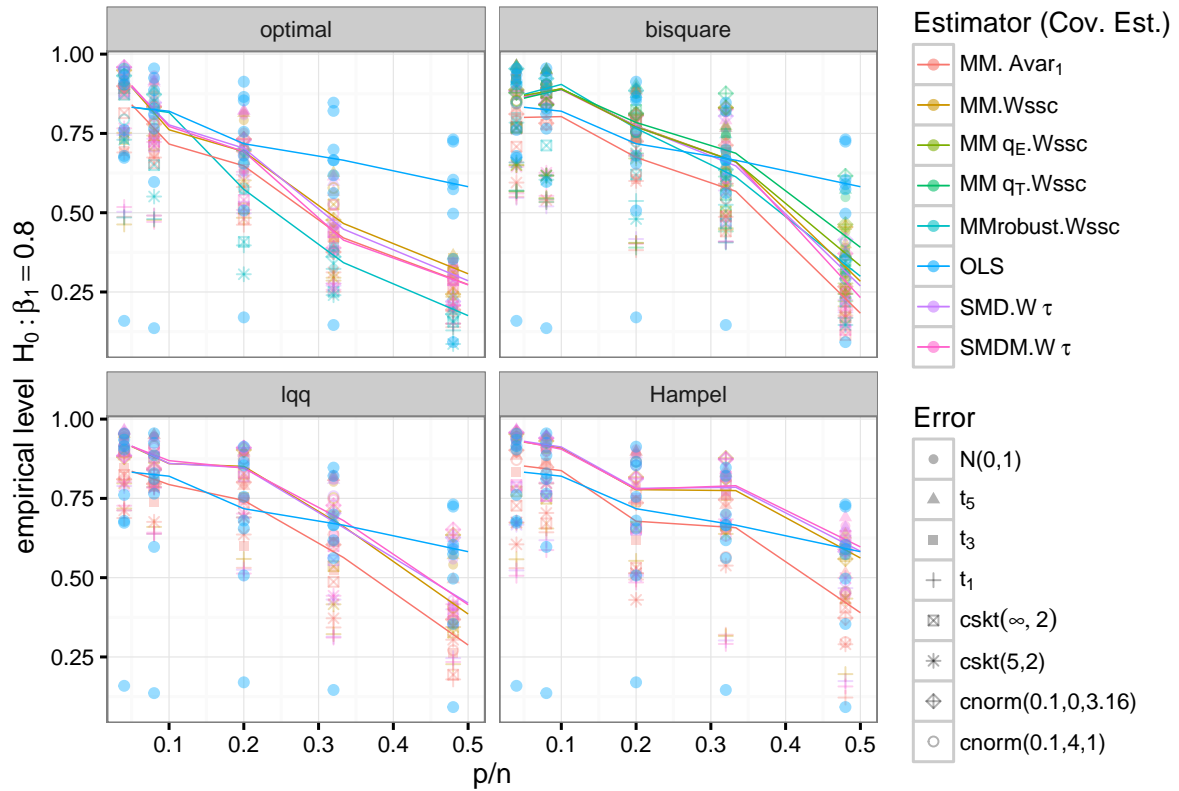 optimal
bisquare
1.00
0.75
0.50
0.25
lqq
Hampel
1.00
0.75
0.50
0.25
0.1 0.2 0.3 0.4 0.5
0.1 0.2 0.3 0.4 0.5
p/n
empirical level H₀ : β₁ = 0.8
Estimator (Cov. Est.)
MM. Avar₁
MM.Wssc
MM q_E.Wssc
MM q_T.Wssc
MMrobust.Wssc
OLS
SMD.W τ
SMDM.W τ
Error
N(0,1)
t₅
t₃
t₁
cskt(∞, 2)
cskt(5,2)
cnorm(0.1,0,3.16)
cnorm(0.1,4,1)